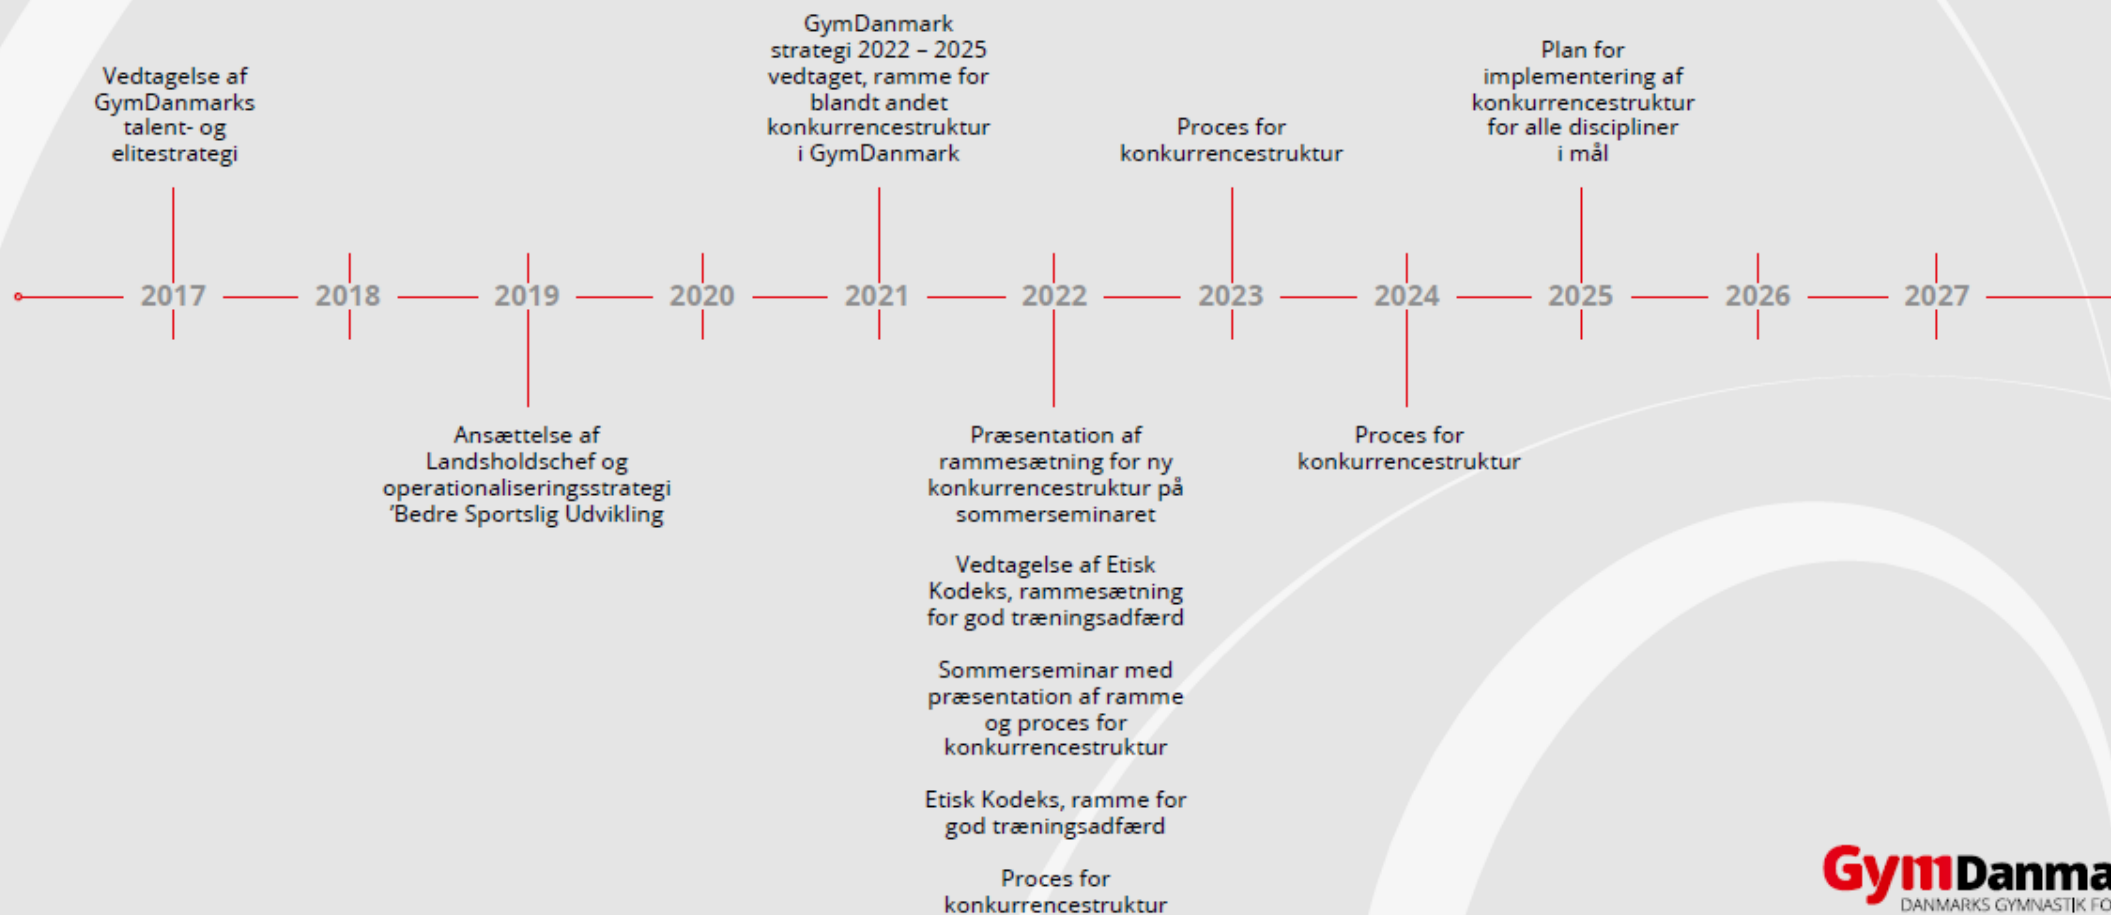 Vedtagelse af
GymDanmarks
talent- og
elitestrategi
GymDanmark
strategi 2022 – 2025
vedtaget, ramme for
blandt andet
konkurrencestruktur
i GymDanmark
Proces for
konkurrencestruktur
Plan for
implementering af
konkurrencestruktur
for alle discipliner
i mål
2017 2018 2019 2020 2021 2022 2023 2024 2025 2026 2027
Ansættelse af
Landsholdschef og
operationaliseringsstrategi
’Bedre Sportslig Udvikling
Præsentation af
rammesætning for ny
konkurrencestruktur på
sommerseminaret
Vedtagelse af Etisk
Kodeks, rammesætning
for god træningsadfærd
Sommerseminar med
præsentation af ramme
og proces for
konkurrencestruktur
Etisk Kodeks, ramme for
god træningsadfærd
Proces for
konkurrencestruktur
Proces for
konkurrencestruktur
GymDanma
DANMARKS GYMNASTIK FO